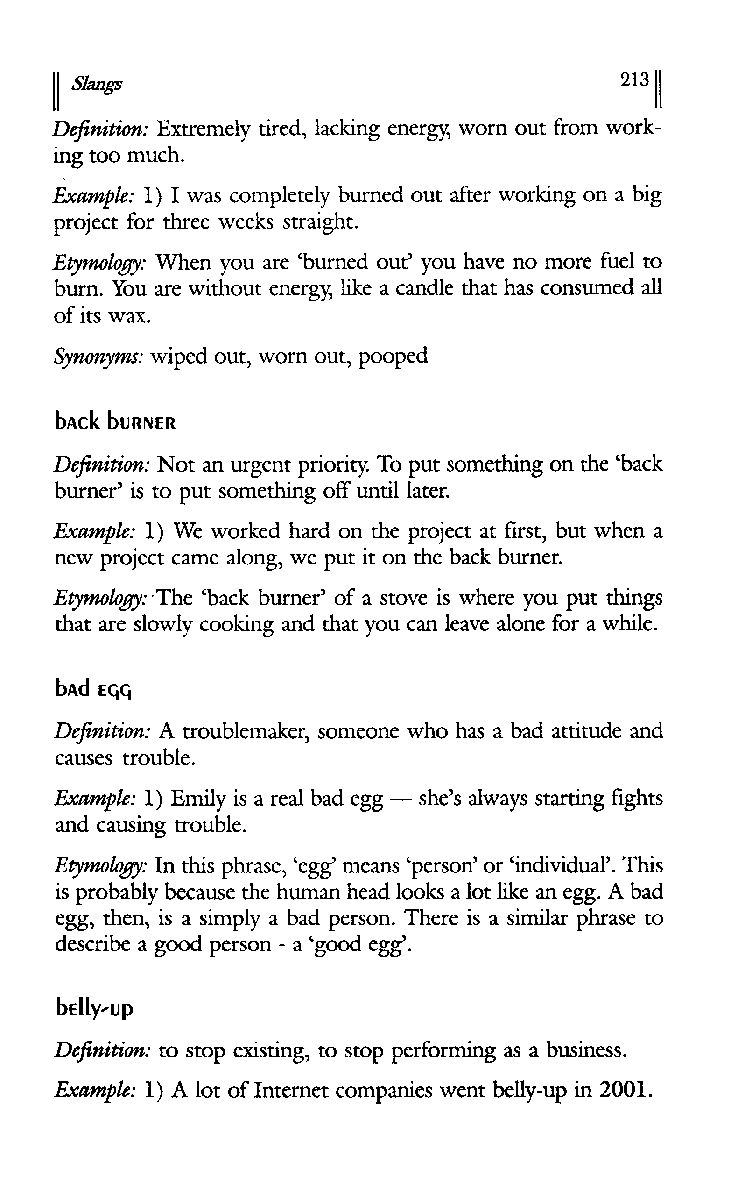 Slangs 213
Definition: Extremely tired, lacking energy, worn out from work-
ing too much.
Example: 1) I was completely burned out after working on a big
project for three weeks straight.
Etymology: When you are ‘burned out’ you have no more fuel to
burn. You are without energy, like a candle that has consumed all
of its wax.
Synonyms: wiped out, worn out, pooped
bAck buRNER
Definition: Not an urgent priority. To put something on the ‘back
burner’ is to put something off until later.
Example: 1) We worked hard on the project at first, but when a
new project came along, we put it on the back burner.
Etymology: The ‘back burner’ of a stove is where you put things
that are slowly cooking and that you can leave alone for a while.
bAd EGG
Definition: A troublemaker, someone who has a bad attitude and
causes trouble.
Example: 1) Emily is a real bad egg — she’s always starting fights
and causing trouble.
Etymology: In this phrase, ‘egg’ means ‘person’ or ‘individual’. This
is probably because the human head looks a lot like an egg. A bad
egg, then, is a simply a bad person. There is a similar phrase to
describe a good person - a ‘good egg’.
bElly-up
Definition: to stop existing, to stop performing as a business.
Example: 1) A lot of Internet companies went belly-up in 2001.